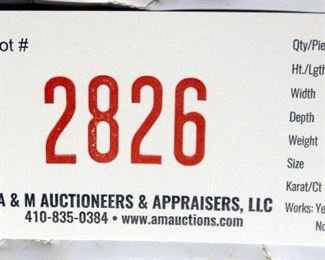 ot #
2826
A & M AUCTIONEERS & APPRAISERS, LLC
410-835-0384 • www.amauctions.com
Qty/Pie
Ht./Lgth
Width
Depth
Weight
Size
Karat/Ct
Works: Ye
No